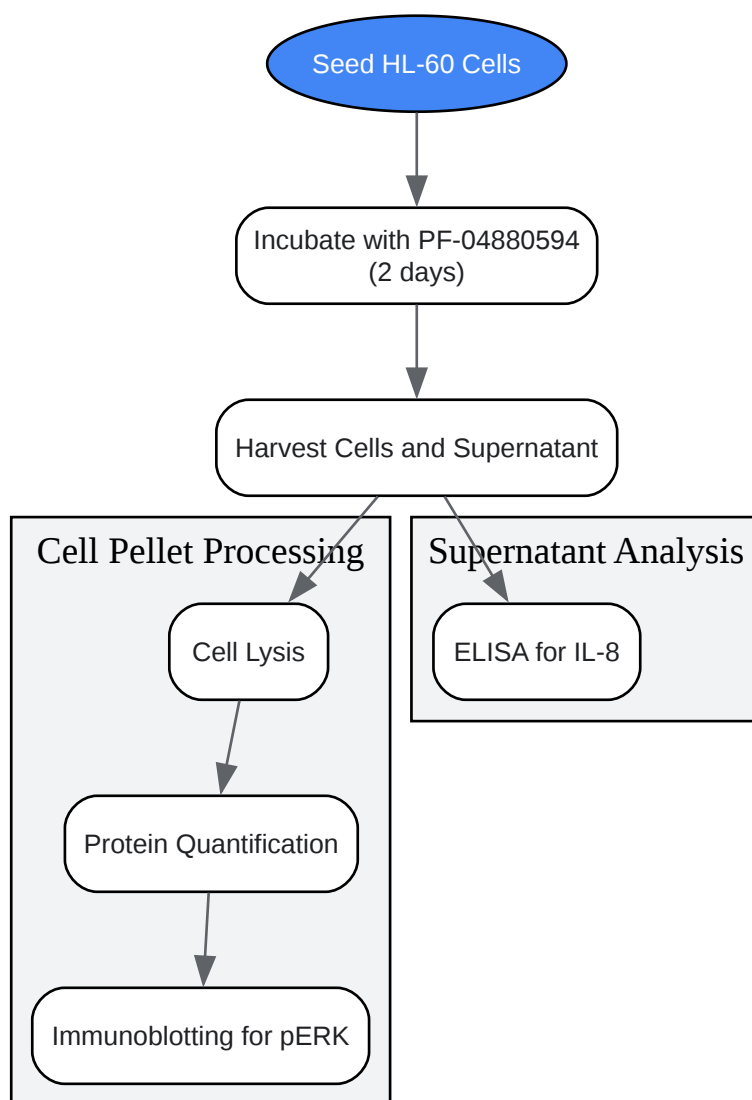 Seed HL-60 Cells
Incubate with PF-04880594
(2 days)
Harvest Cells and Supernatant
Cell Pellet Processing
Cell Lysis
Protein Quantification
Immunoblotting for pERK
Supernatant Analysis
ELISA for IL-8